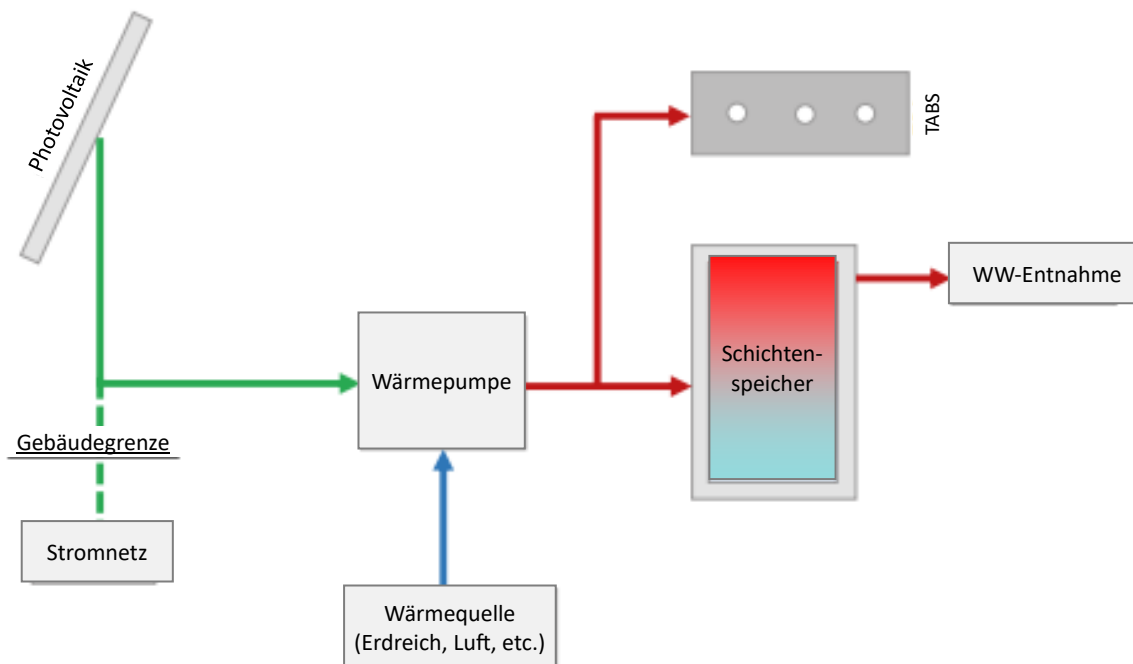 Photovoltaik
TABS
WW-Entnahme
Schichten-
speicher
Wärmepumpe
Gebäudegrenze
Stromnetz
Wärmequelle
(Erdreich, Luft, etc.)